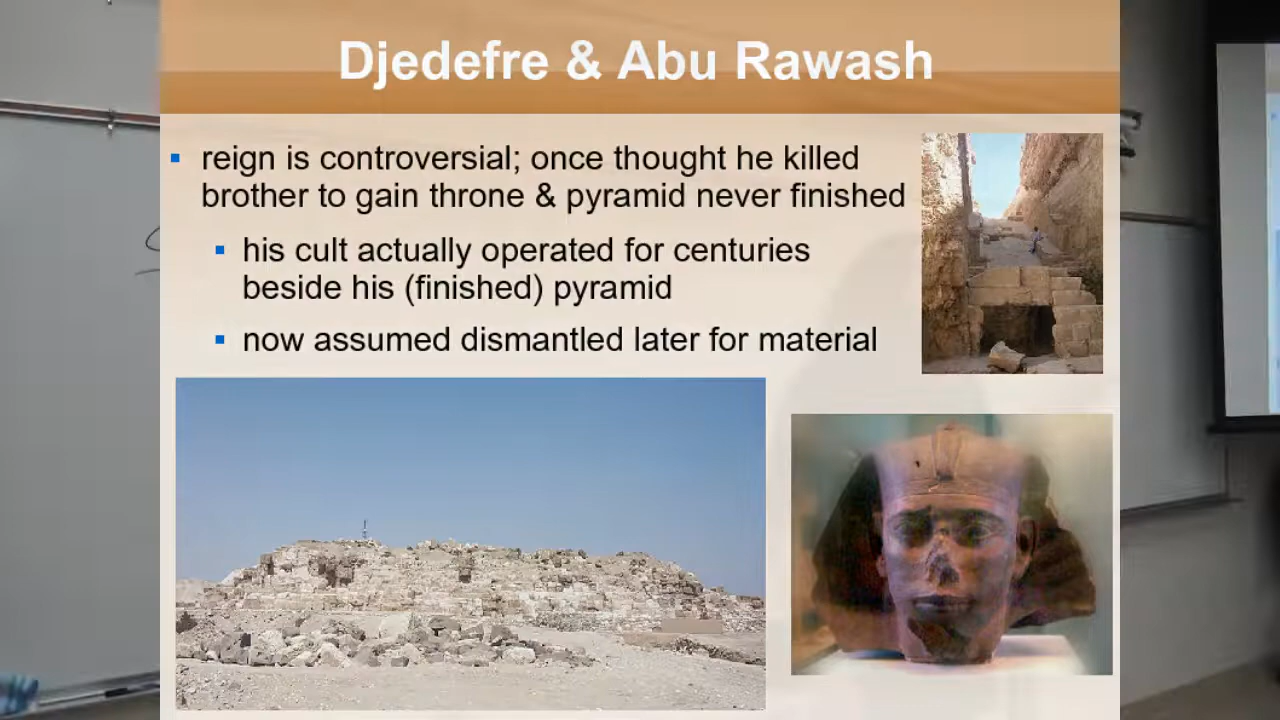 Djedefre & Abu Rawash
reign is controversial; once thought he killed
brother to gain throne & pyramid never finished
his cult actually operated for centuries
beside his (finished) pyramid
now assumed dismantled later for material